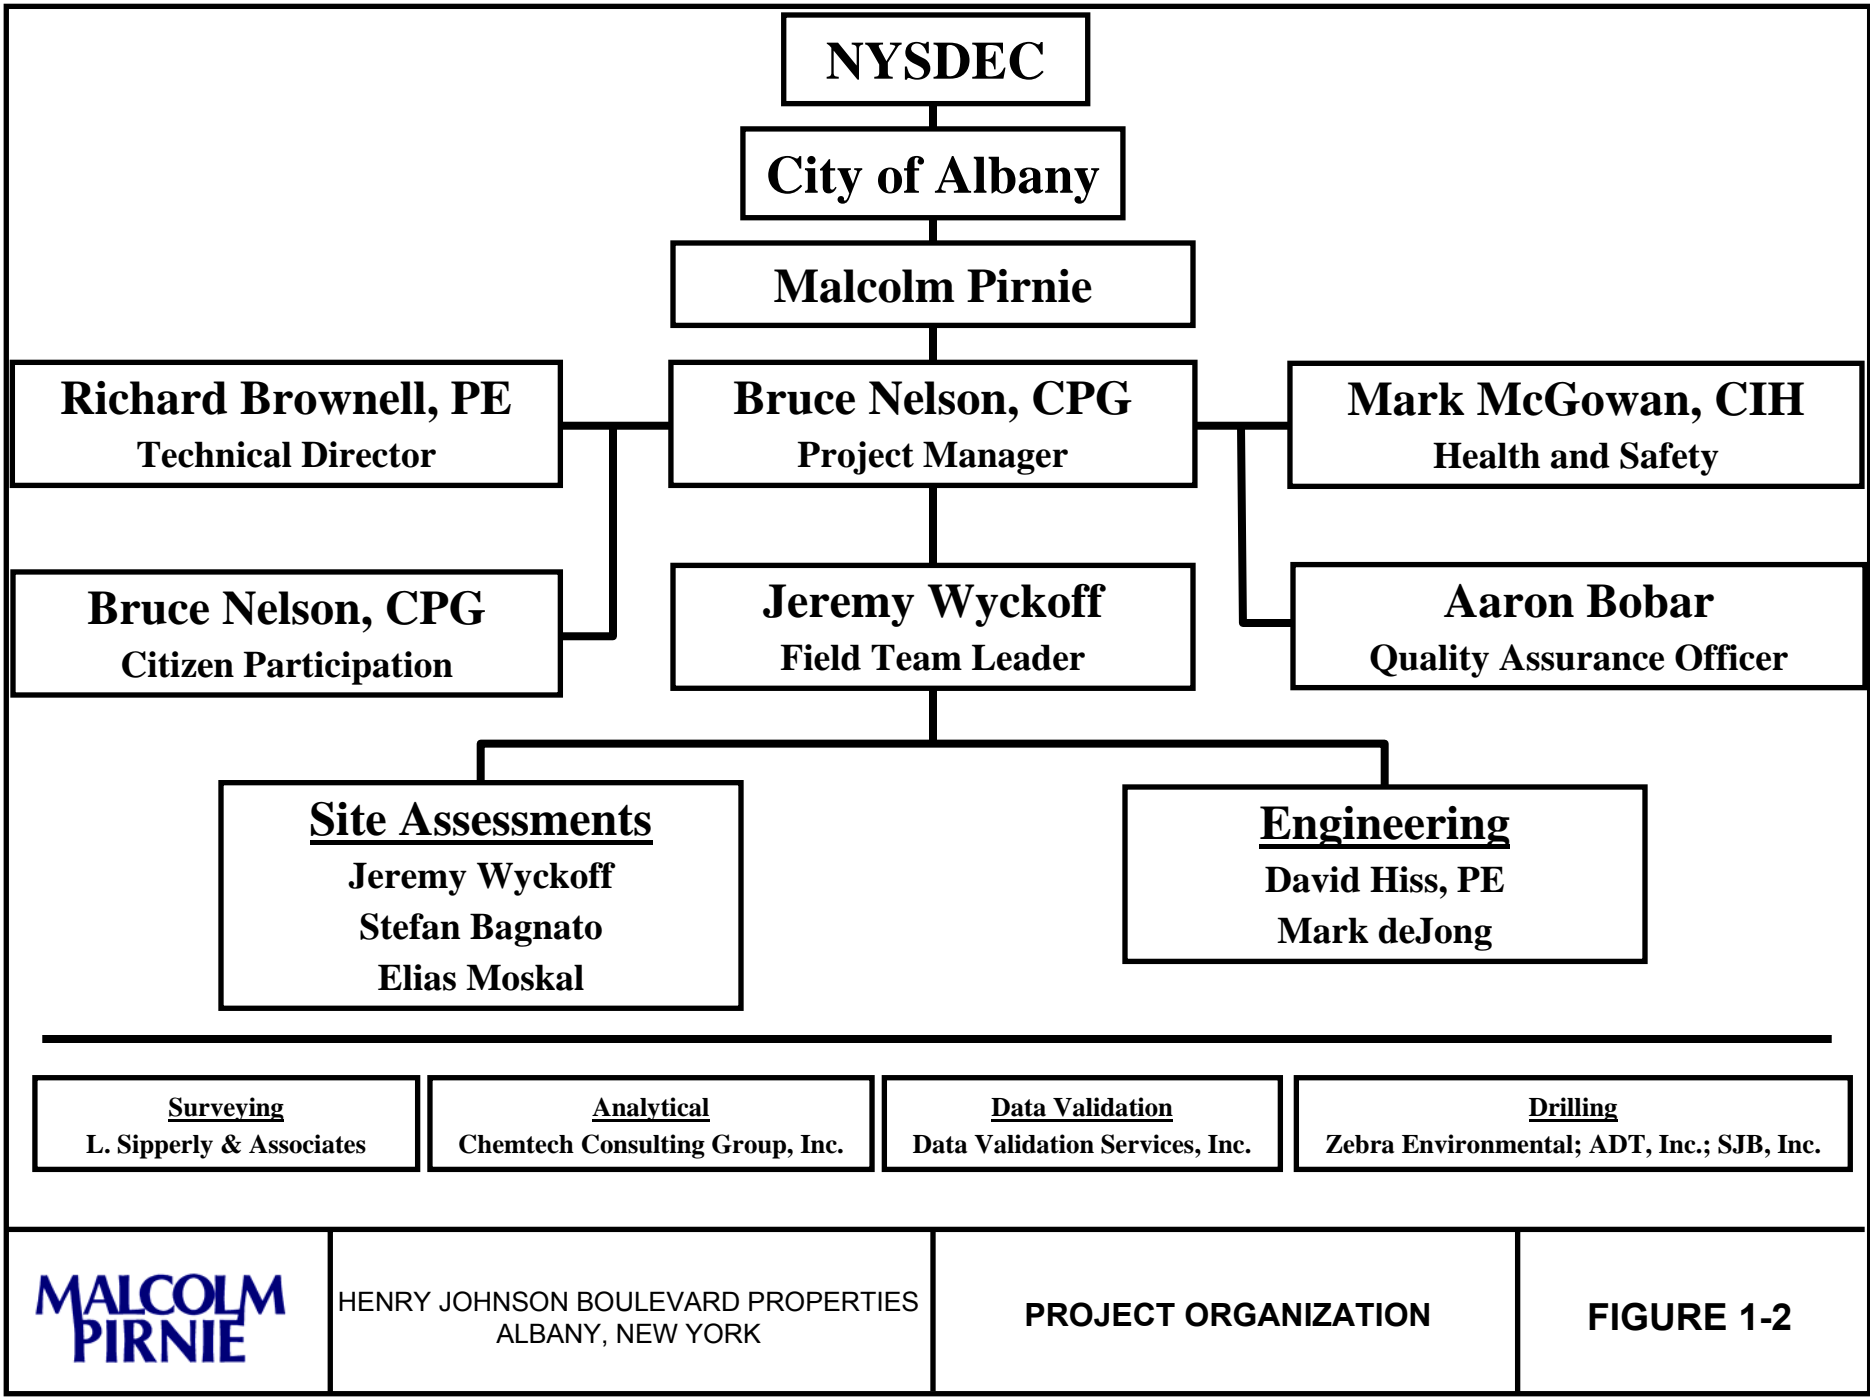 NYSDEC
City of Albany
Malcolm Pirnie
Richard Brownell, PE
Technical Director
Bruce Nelson, CPG
Project Manager
Mark McGowan, CIH
Health and Safety
Bruce Nelson, CPG
Citizen Participation
Jeremy Wyckoff
Field Team Leader
Aaron Bobar
Quality Assurance Officer
Site Assessments
Jeremy Wyckoff
Stefan Bagnato
Elias Moskal
Engineering
David Hiss, PE
Mark deJong
Surveying
L. Sipperly & Associates
Analytical
Chemtech Consulting Group, Inc.
Data Validation
Data Validation Services, Inc.
Drilling
Zebra Environmental; ADT, Inc.; SJB, Inc.
MALCOLM
PIRNIE
HENRY JOHNSON BOULEVARD PROPERTIES
ALBANY, NEW YORK
PROJECT ORGANIZATION
FIGURE 1-2